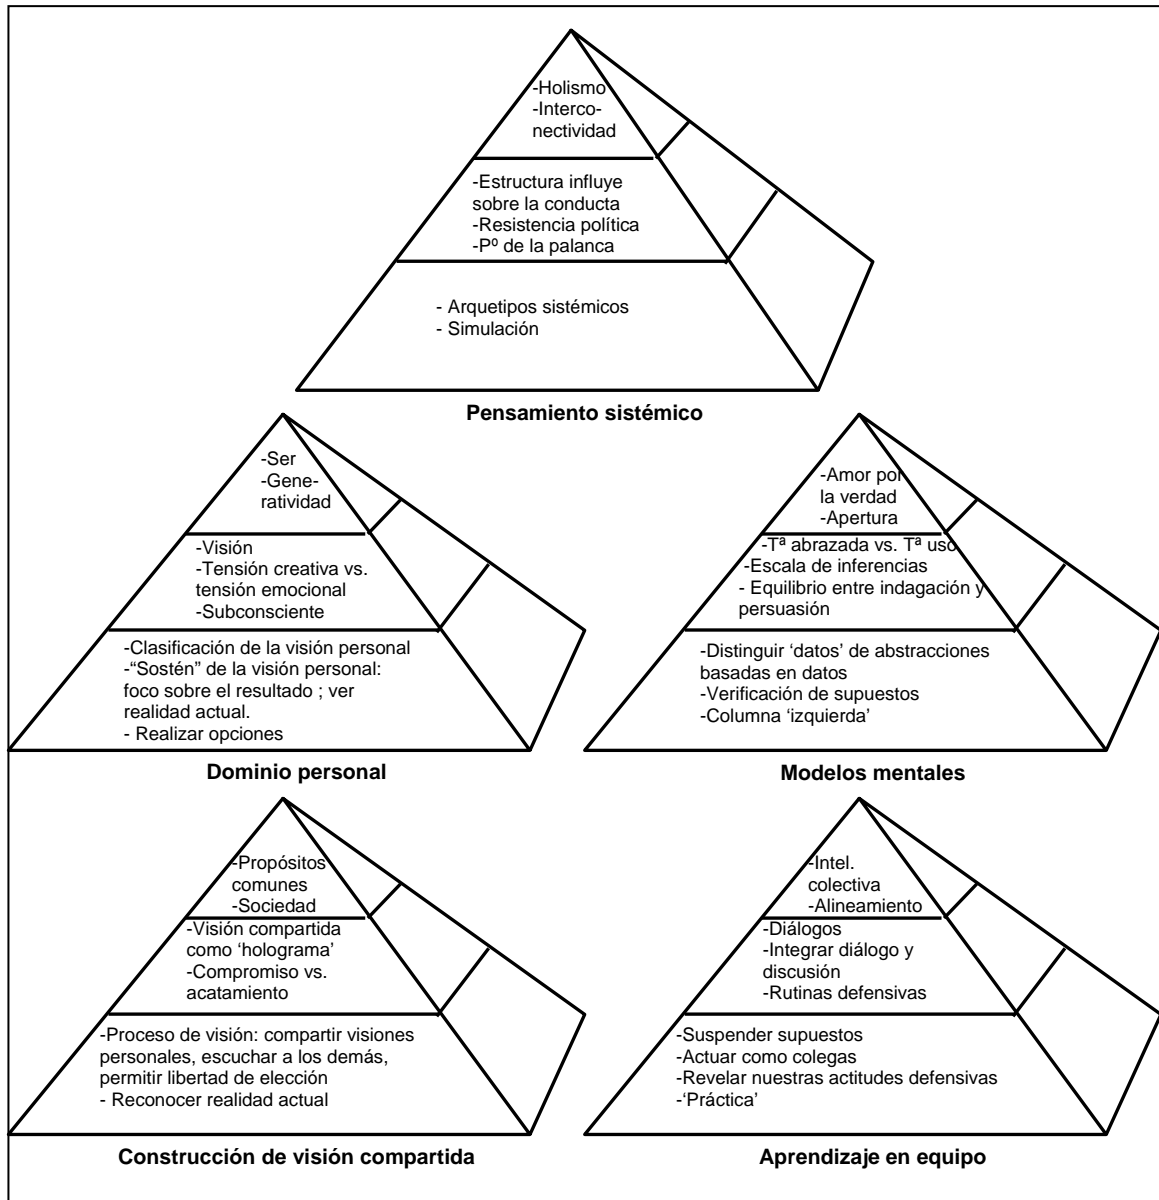 -Holismo
-Interco-
nectividad
-Estructura influye
sobre la conducta
-Resistencia política
-Pº de la palanca
- Arquetipos sistémicos
- Simulación
Pensamiento sistémico
-Ser
-Gene-
ratividad
-Visión
-Tensión creativa vs.
tensión emocional
-Subconsciente
-Clasificación de la visión personal
-“Sostén” de la visión personal:
foco sobre el resultado ; ver
realidad actual.
- Realizar opciones
Dominio personal
-Amor por
la verdad
-Apertura
-Tª abrazada vs. Tª uso
-Escala de inferencias
- Equilibrio entre indagación y
persuasión
-Distinguir ‘datos’ de abstracciones
basadas en datos
-Verificación de supuestos
-Columna ‘izquierda’
Modelos mentales
-Propósitos
comunes
-Sociedad
-Visión compartida
como ‘holograma’
-Compromiso vs.
acatamiento
-Proceso de visión: compartir visiones
personales, escuchar a los demás,
permitir libertad de elección
- Reconocer realidad actual
Construcción de visión compartida
-Intel.
colectiva
-Alineamiento
-Diálogos
-Integrar diálogo y
discusión
-Rutinas defensivas
-Suspender supuestos
-Actuar como colegas
-Revelar nuestras actitudes defensivas
-‘Práctica’
Aprendizaje en equipo